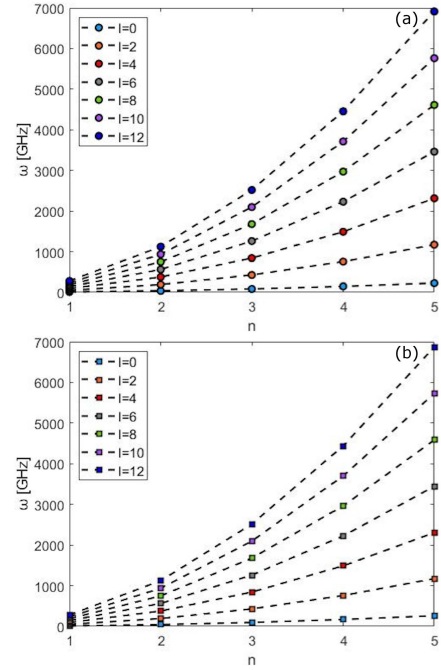 (a)
7000
6000
5000
4000
3000
2000
1000
0
ω [GHz]
l=0
l=2
l=4
l=6
l=8
l=10
l=12
1 2 3 4 5
n
(b)
7000
6000
5000
4000
3000
2000
1000
0
ω [GHz]
l=0
l=2
l=4
l=6
l=8
l=10
l=12
1 2 3 4 5
n